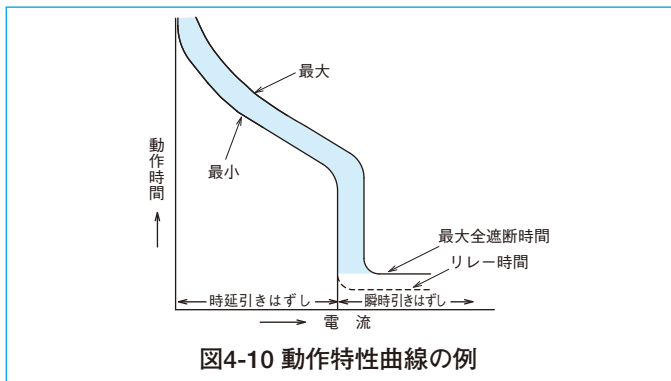 最大
最小
動作時間
最大全遮断時間
リレー時間
時延引きはずし
瞬時引きはずし
電 流
図4-10 動作特性曲線の例